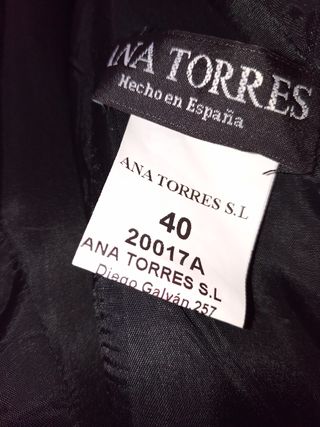 ANA TORRES
Hecho en España
ANA TORRES S.L
40
20017A
ANA TORRES S.L
Diego Galván 257